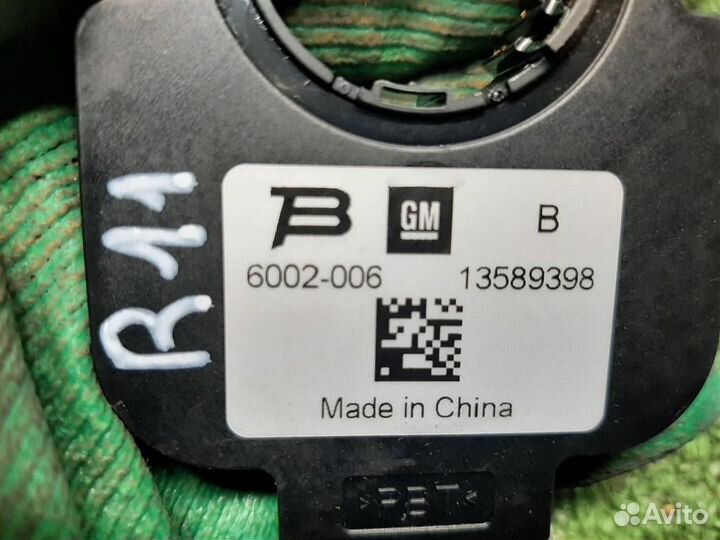 R11
B GM B
6002-006 13589398
Made in China
>PBT<
Avito